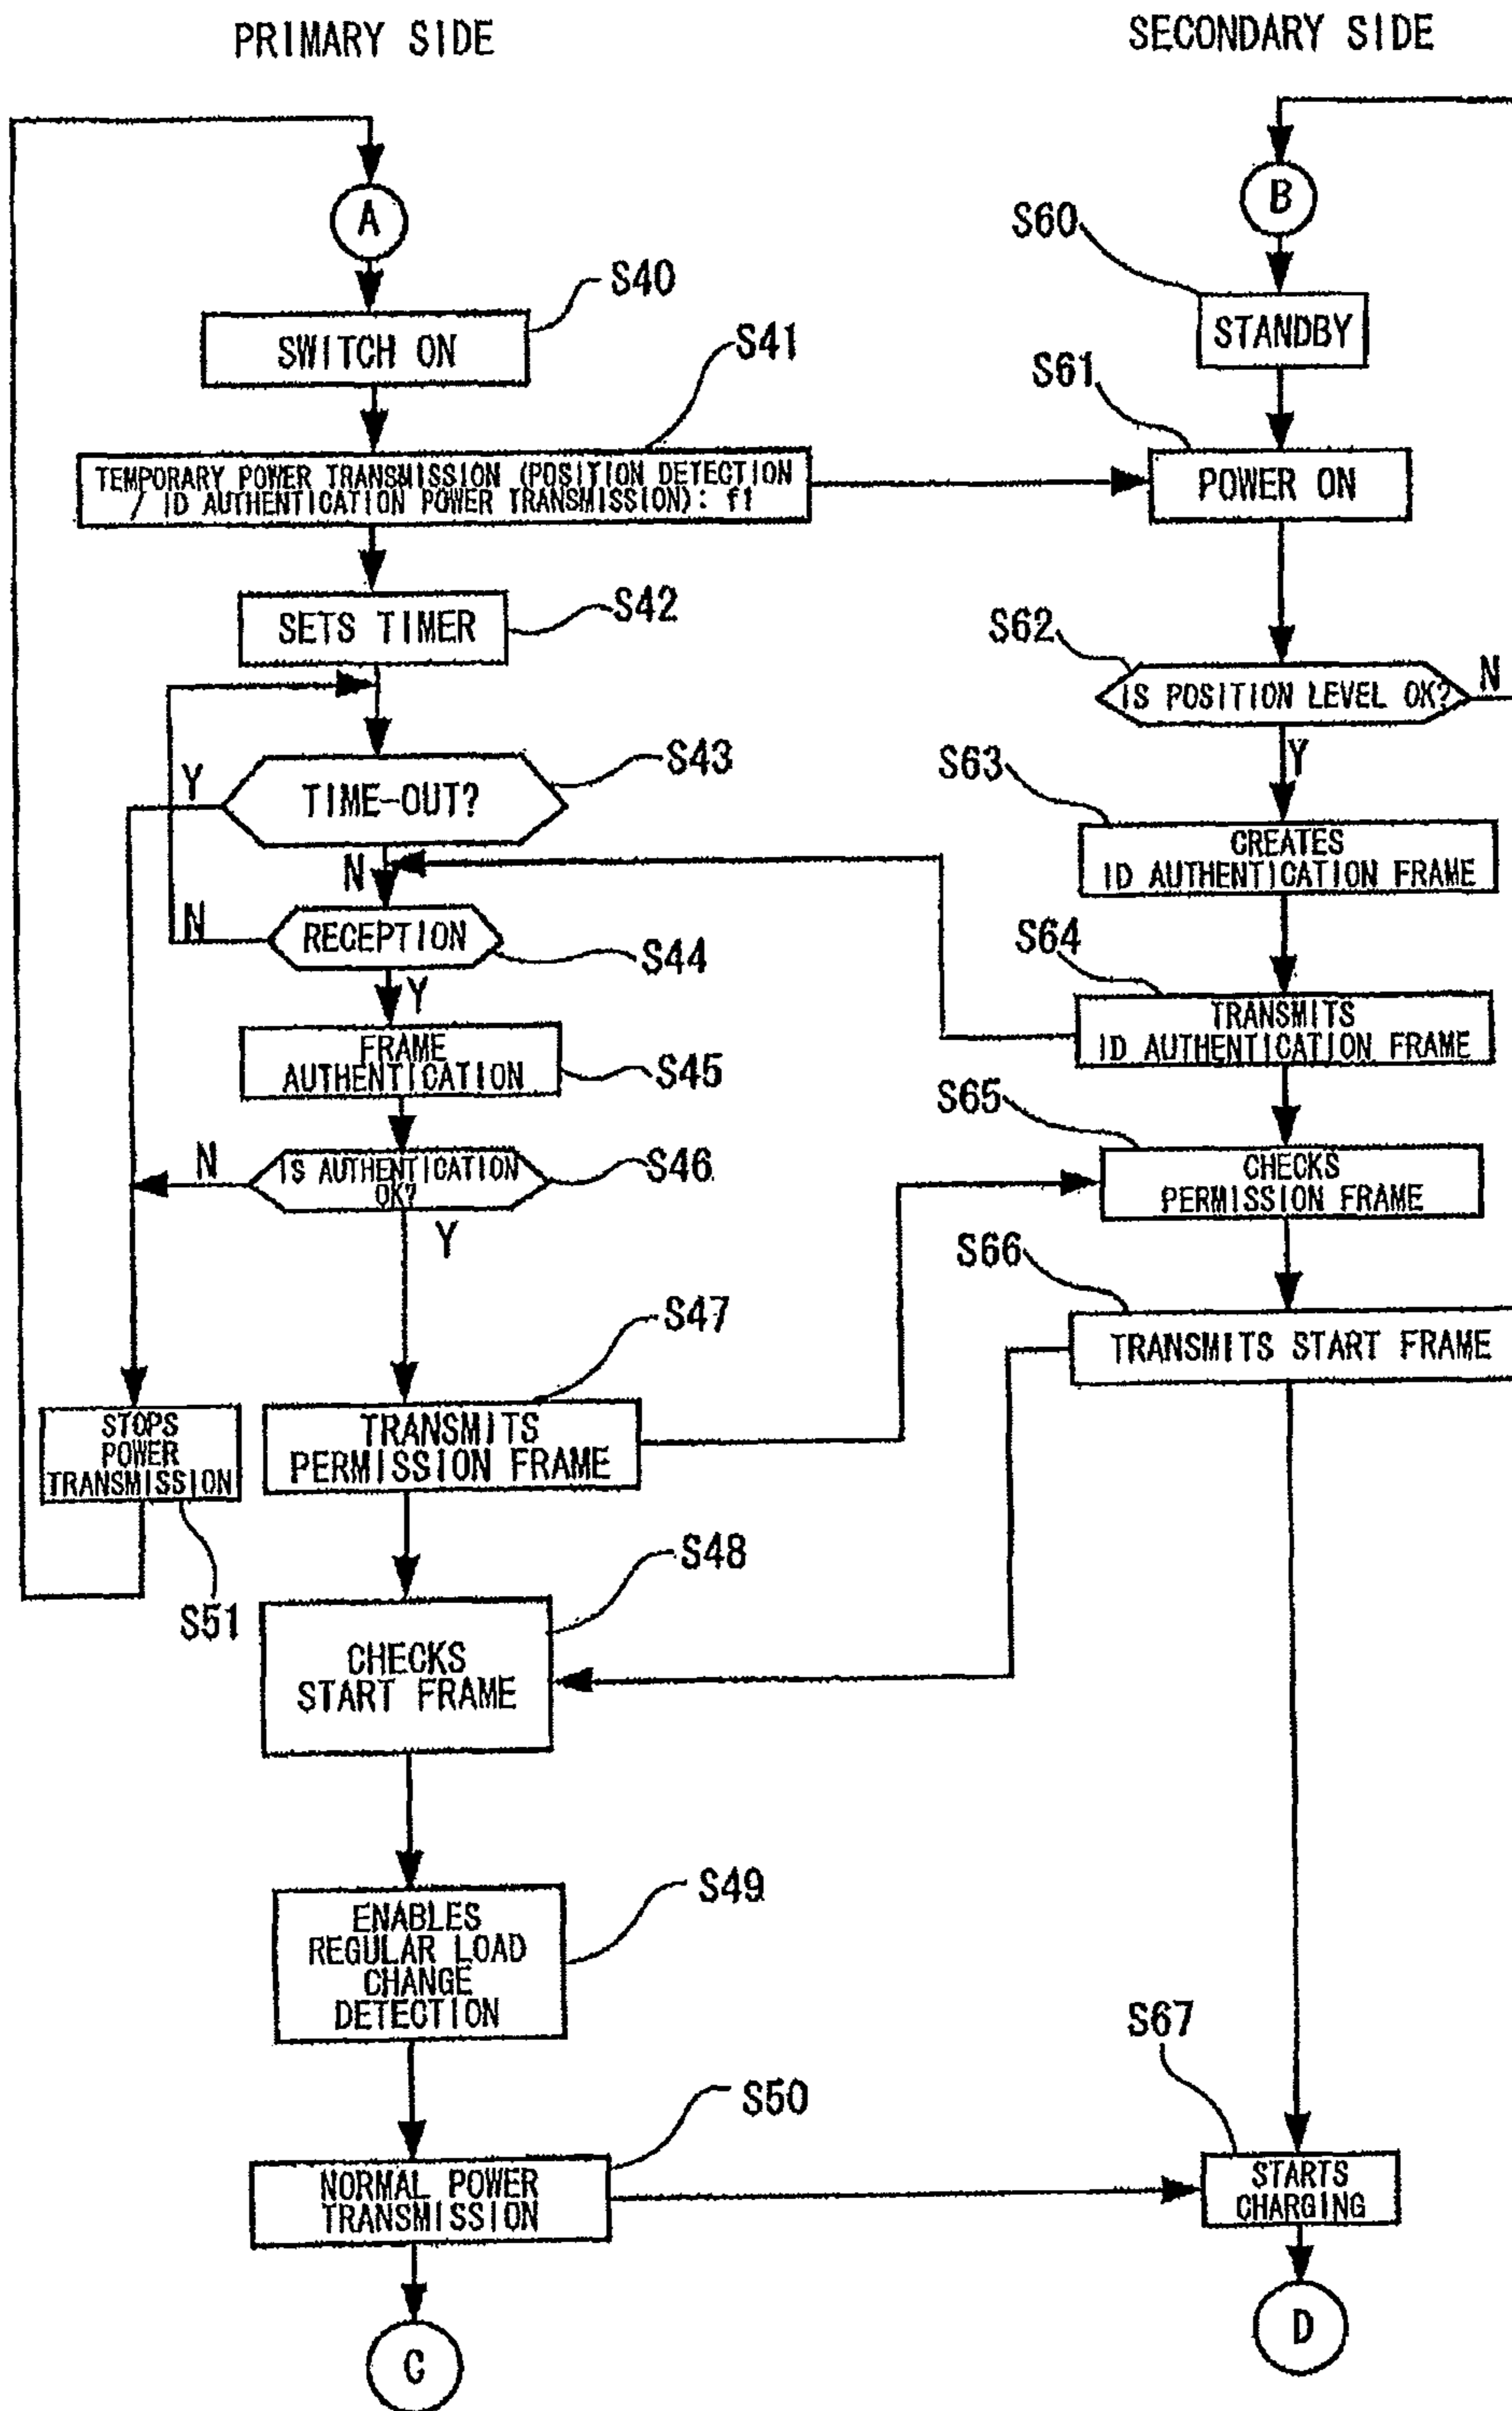 PRIMARY SIDE
SECONDARY SIDE
A
B
S60
S40
STANDBY
SWITCH ON
S41
S61
TEMPORARY POWER TRANSMISSION (POSITION DETECTION
/ ID AUTHENTICATION POWER TRANSMISSION): f1
POWER ON
S42
SETS TIMER
S62
IS POSITION LEVEL OK?
N
S43
Y
TIME-OUT?
Y
S63
CREATES
ID AUTHENTICATION FRAME
N
N
RECEPTION
S44
S64
Y
TRANSMITS
ID AUTHENTICATION FRAME
FRAME
AUTHENTICATION
S45
S65
N
IS AUTHENTICATION
OK?
S46
CHECKS
PERMISSION FRAME
Y
S66
S47
TRANSMITS START FRAME
STOPS
POWER
TRANSMISSION
TRANSMITS
PERMISSION FRAME
S48
S51
CHECKS
START FRAME
S49
ENABLES
REGULAR LOAD
CHANGE
DETECTION
S67
S50
NORMAL POWER
TRANSMISSION
STARTS
CHARGING
C
D